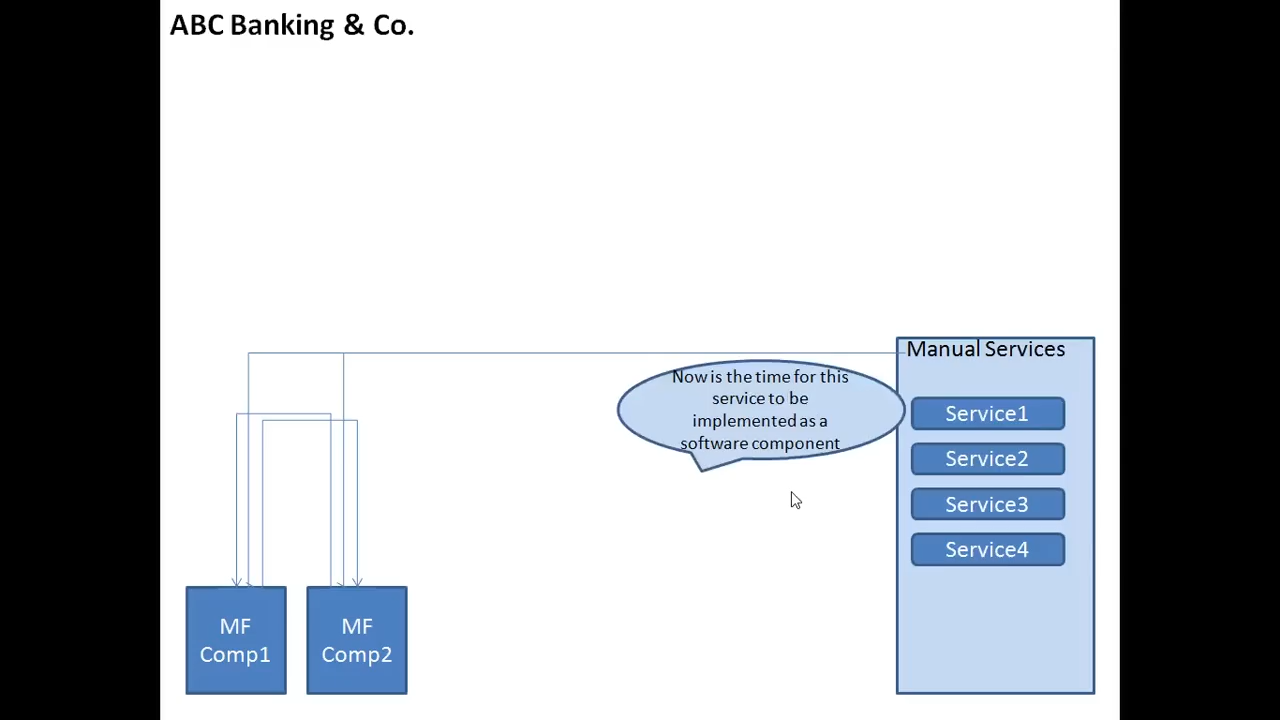 ABC Banking & Co.
Manual Services
Now is the time for this
service to be
implemented as a
software component
Service1
Service2
Service3
Service4
MF
Comp1
MF
Comp2